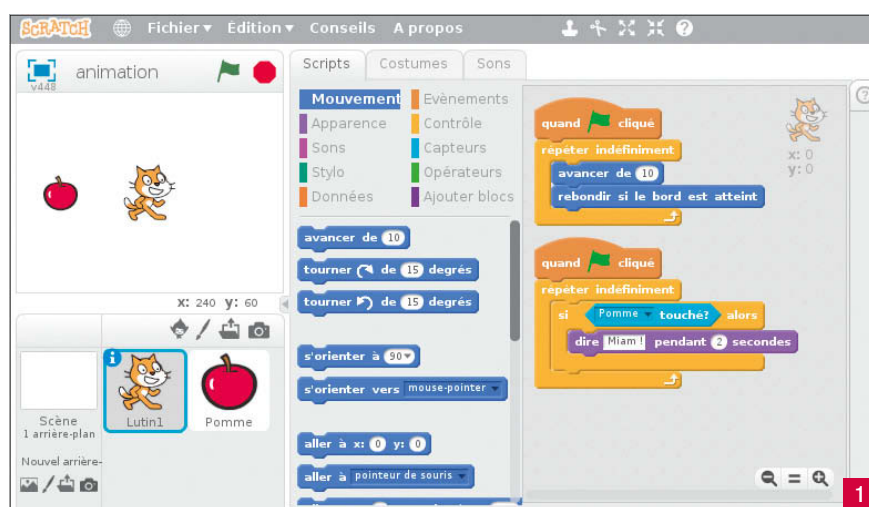 SCRATCH Fichier Édition Conseils A propos
v448
animation
Scripts Costumes Sons
Mouvement Evènements
Apparence Contrôle
Sons Capteurs
Stylo Opérateurs
Données Ajouter blocs
avancer de 10
tourner de 15 degrés
tourner de 15 degrés
s'orienter à 90
s'orienter vers mouse-pointer
aller à x: 0 y: 0
aller à pointeur de souris
quand cliqué
répéter indéfiniment
avancer de 10
rebondir si le bord est atteint
quand cliqué
répéter indéfiniment
si Pomme touché? alors
dire Miam ! pendant 2 secondes
x: 0
y: 0
X: 240 Y: 60
Scène
1 arrière-plan
Nouvel arrière-
Lutin1
Pomme
1